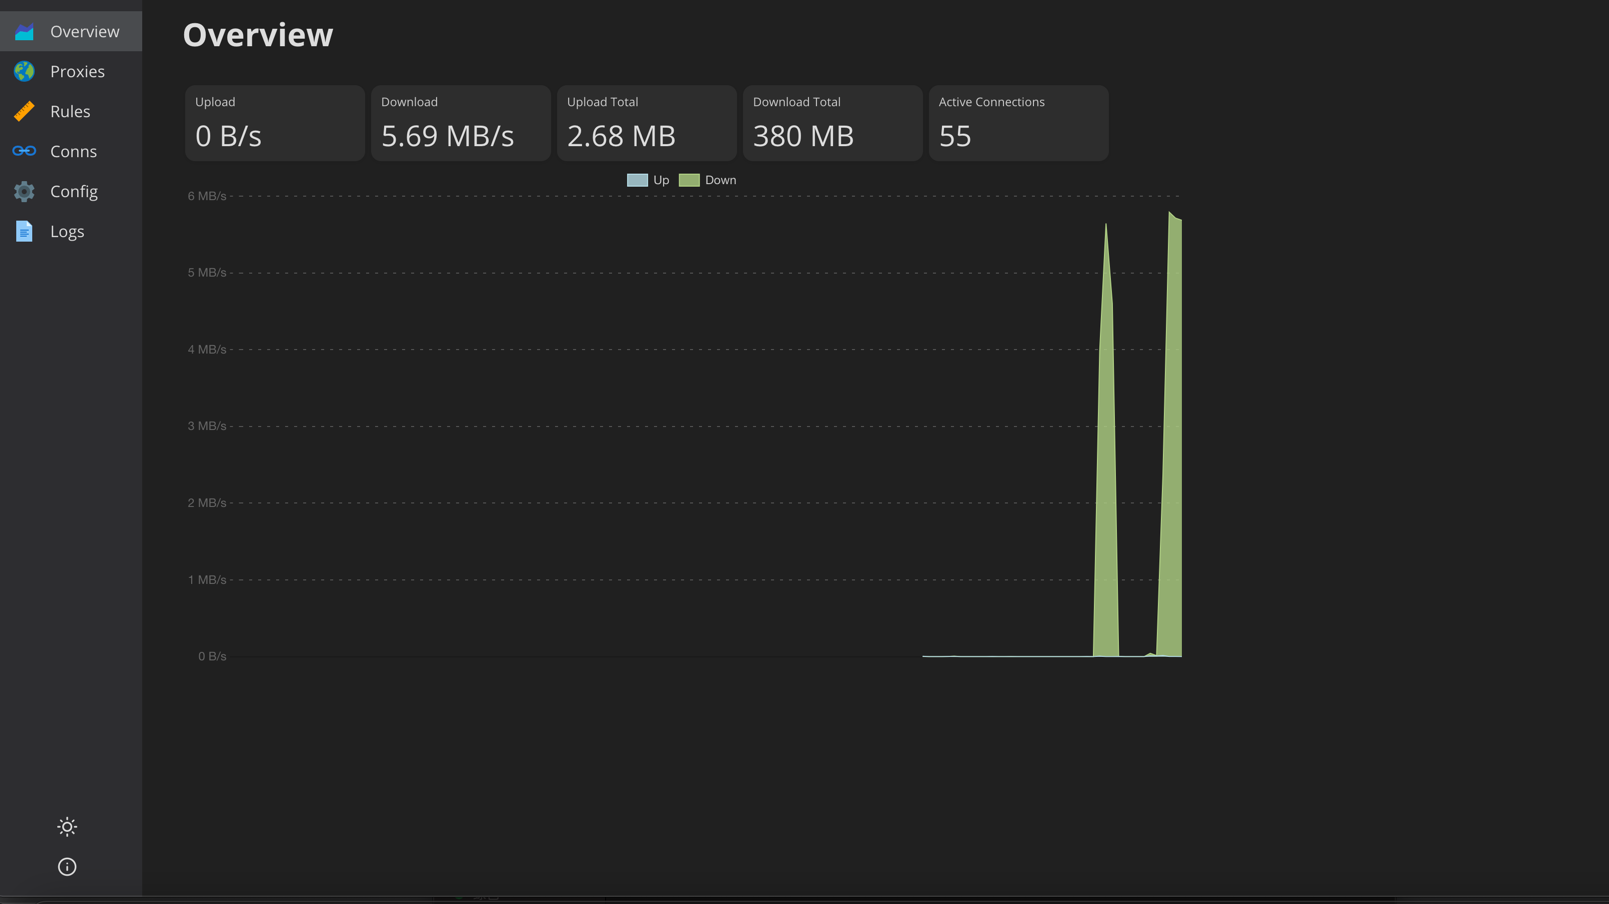 Overview
Proxies
Rules
Conns
Config
Logs
Overview
Upload
0 B/s
Download
5.69 MB/s
Upload Total
2.68 MB
Download Total
380 MB
Active Connections
55
Up
Down
6 MB/s
5 MB/s
4 MB/s
3 MB/s
2 MB/s
1 MB/s
0 B/s